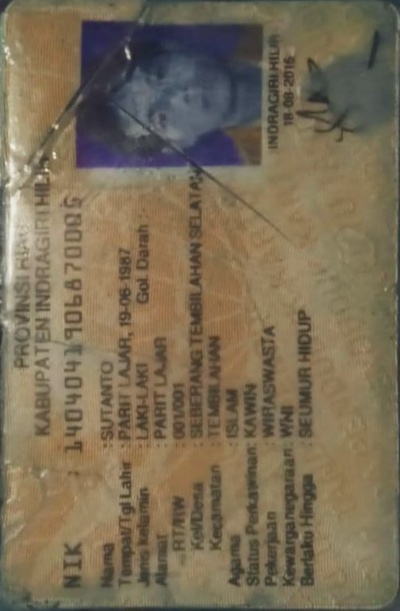 PROVINSI RIAU
KABUPATEN INDRAGIRI HILIR
NIK : 1404041906870006
Nama : SUTANTO
Tempat/Tgl Lahir : PARIT LAJAR, 19-06-1987
Jenis kelamin : LAKI-LAKI Gol. Darah : -
Alamat : PARIT LAJAR
RT/RW : 001/001
Kel/Desa : SEBERANG TEMBILAHAN SELATAN
Kecamatan : TEMBILAHAN
Agama : ISLAM
Status Perkawinan: KAWIN
Pekerjaan : WIRASWASTA
Kewarganegaraan: WNI
Berlaku Hingga : SEUMUR HIDUP
INDRAGIRI HILIR
18-08-2016